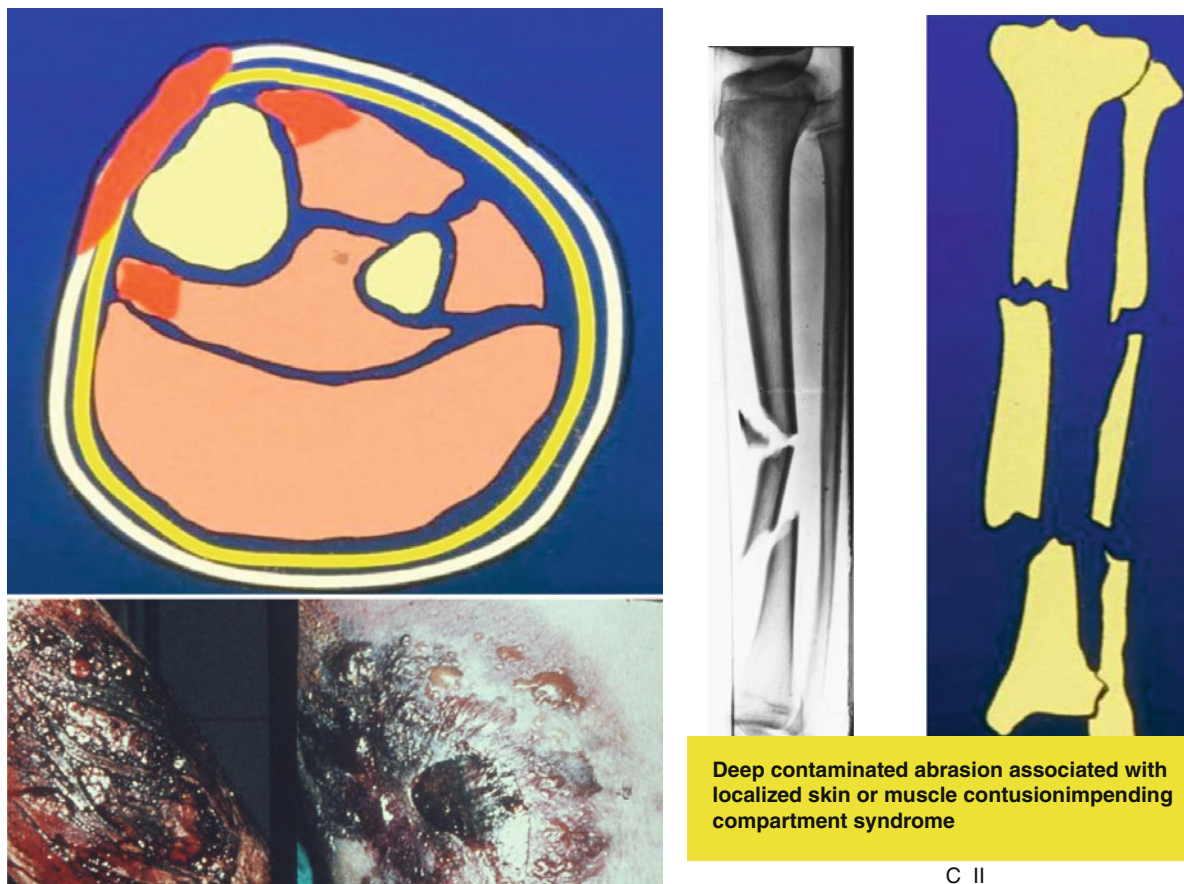 Deep contaminated abrasion associated with
localized skin or muscle contusionimpending
compartment syndrome
C II